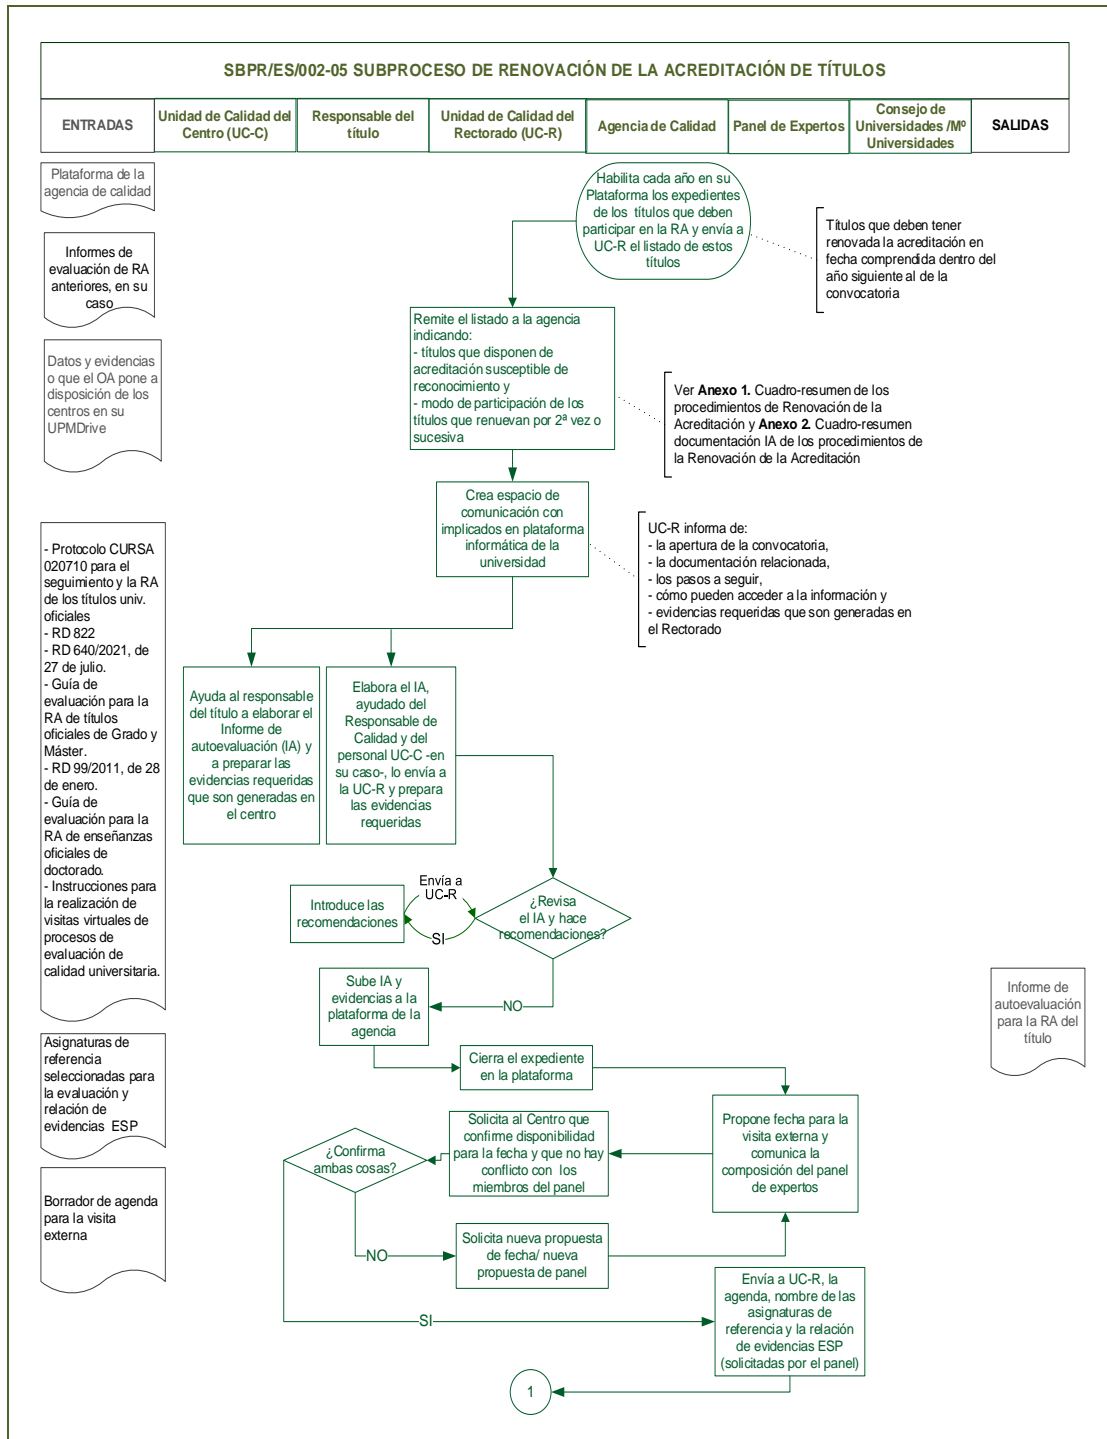 SBPR/ES/002-05 SUBPROCESO DE RENOVACIÓN DE LA ACREDITACIÓN DE TÍTULOS
ENTRADAS
Unidad de Calidad del
Centro (UC-C)
Responsable del
título
Unidad de Calidad del
Rectorado (UC-R)
Agencia de Calidad
Panel de Expertos
Consejo de
Universidades /Mº
Universidades
SALIDAS
Plataforma de la
agencia de calidad
Habilita cada año en su
Plataforma los expedientes
de los títulos que deben
participar en la RA y envía a
UC-R el listado de estos
títulos
Títulos que deben tener
renovada la acreditación en
fecha comprendida dentro del
año siguiente al de la
convocatoria
Informes de
evaluación de RA
anteriores, en su
caso
Remite el listado a la agencia
indicando:
- títulos que disponen de
acreditación susceptible de
reconocimiento y
- modo de participación de los
títulos que renuevan por 2ª vez o
sucesiva
Datos y evidencias
o que el OA pone a
disposición de los
centros en su
UPMDrive
Ver Anexo 1. Cuadro-resumen de los
procedimientos de Renovación de la
Acreditación y Anexo 2. Cuadro-resumen
documentación IA de los procedimientos de
la Renovación de la Acreditación
Crea espacio de
comunicación con
implicados en plataforma
informática de la
universidad
UC-R informa de:
- la apertura de la convocatoria,
- la documentación relacionada,
- los pasos a seguir,
- cómo pueden acceder a la información y
- evidencias requeridas que son generadas en
el Rectorado
- Protocolo CURSA
020710 para el
seguimiento y la RA
de los títulos univ.
oficiales
- RD 822
- RD 640/2021, de
27 de julio.
- Guía de
evaluación para la
RA de títulos
oficiales de Grado y
Máster.
- RD 99/2011, de 28
de enero.
- Guía de
evaluación para la
RA de enseñanzas
oficiales de
doctorado.
- Instrucciones para
la realización de
visitas virtuales de
procesos de
evaluación de
calidad universitaria.
Ayuda al responsable
del título a elaborar el
Informe de
autoevaluación (IA) y
a preparar las
evidencias requeridas
que son generadas en
el centro
Elabora el IA,
ayudado del
Responsable de
Calidad y del
personal UC-C -en
su caso-, lo envía a
la UC-R y prepara
las evidencias
requeridas
Introduce las
recomendaciones
Envía a
UC-R
SI
¿Revisa
el IA y hace
recomendaciones?
NO
Sube IA y
evidencias a la
plataforma de la
agencia
Informe de
autoevaluación
para la RA del
título
Cierra el expediente
en la plataforma
Asignaturas de
referencia
seleccionadas para
la evaluación y
relación de
evidencias ESP
Propone fecha para la
visita externa y
comunica la
composición del panel
de expertos
Solicita al Centro que
confirme disponibilidad
para la fecha y que no hay
conflicto con los
miembros del panel
¿Confirma
ambas cosas?
Borrador de agenda
para la visita
externa
NO
Solicita nueva propuesta
de fecha/ nueva
propuesta de panel
SI
Envía a UC-R, la
agenda, nombre de las
asignaturas de
referencia y la relación
de evidencias ESP
(solicitadas por el panel)
1